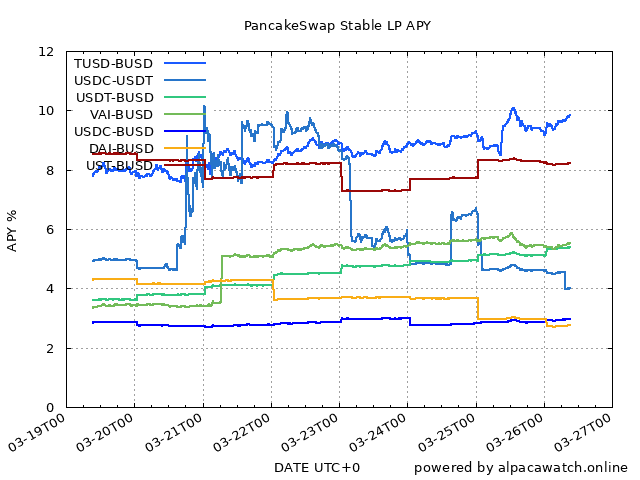 PancakeSwap Stable LP APY
APY %
12
10
8
6
4
2
0
TUSD-BUSD
USDC-USDT
USDT-BUSD
VAI-BUSD
USDC-BUSD
DAI-BUSD
UST-BUSD
03-19T00
03-20T00
03-21T00
03-22T00
03-23T00
03-24T00
03-25T00
03-26T00
03-27T00
DATE UTC+0
powered by alpacawatch.online